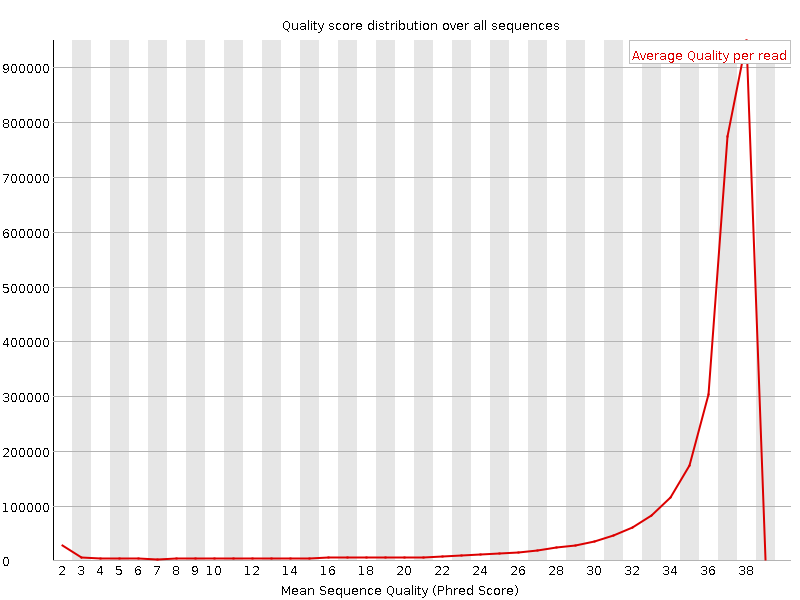 Quality score distribution over all sequences
Average Quality per read
900000
800000
700000
600000
500000
400000
300000
200000
100000
0
2 3 4 5 6 7 8 9 10 12 14 16 18 20 22 24 26 28 30 32 34 36 38
Mean Sequence Quality (Phred Score)